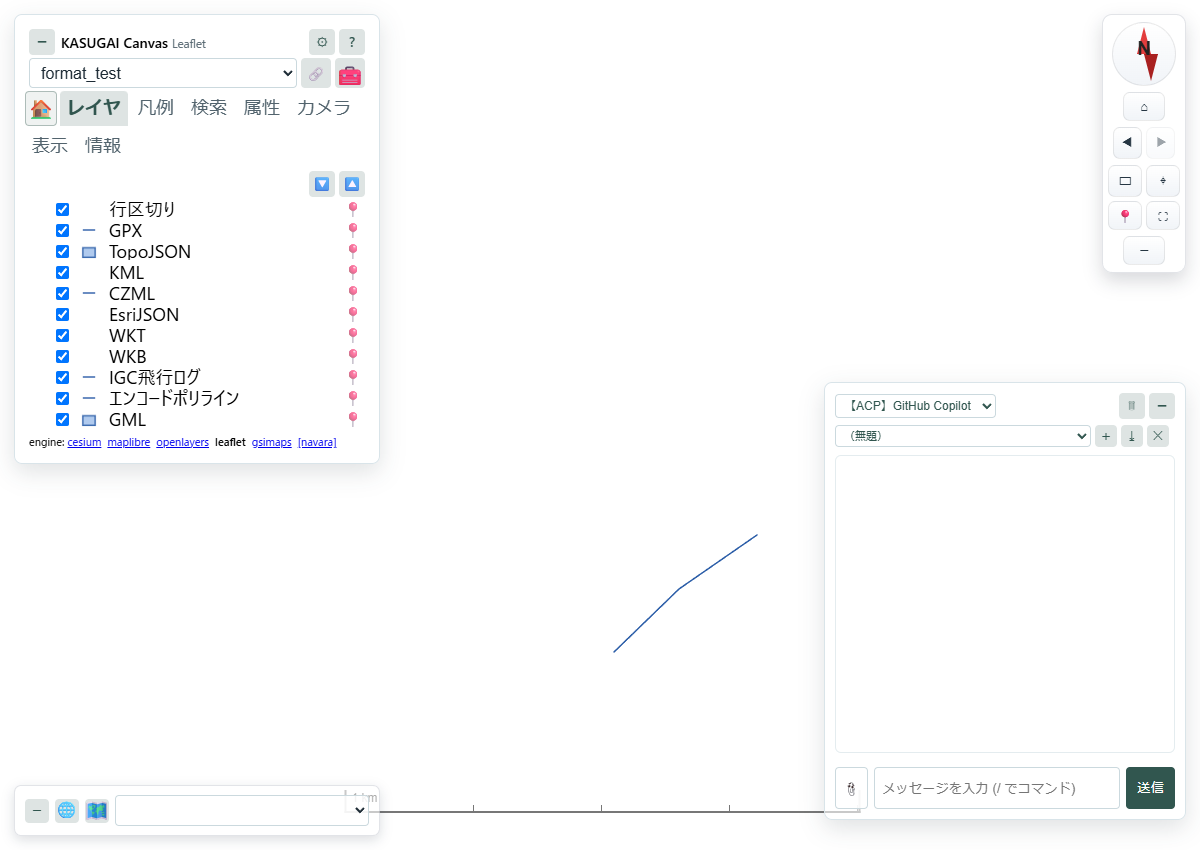 KASUGAI Canvas Leaflet
?
format_test
レイヤ 凡例 検索 属性 カメラ
表示 情報
行区切り
GPX
TopoJSON
KML
CZML
EsriJSON
WKT
WKB
IGC飛行ログ
エンコードポリライン
GML
engine: cesium maplibre openlayers leaflet gsimaps [navara]
N
【ACP】GitHub Copilot
（無題）
メッセージを入力 (/ でコマンド)
送信